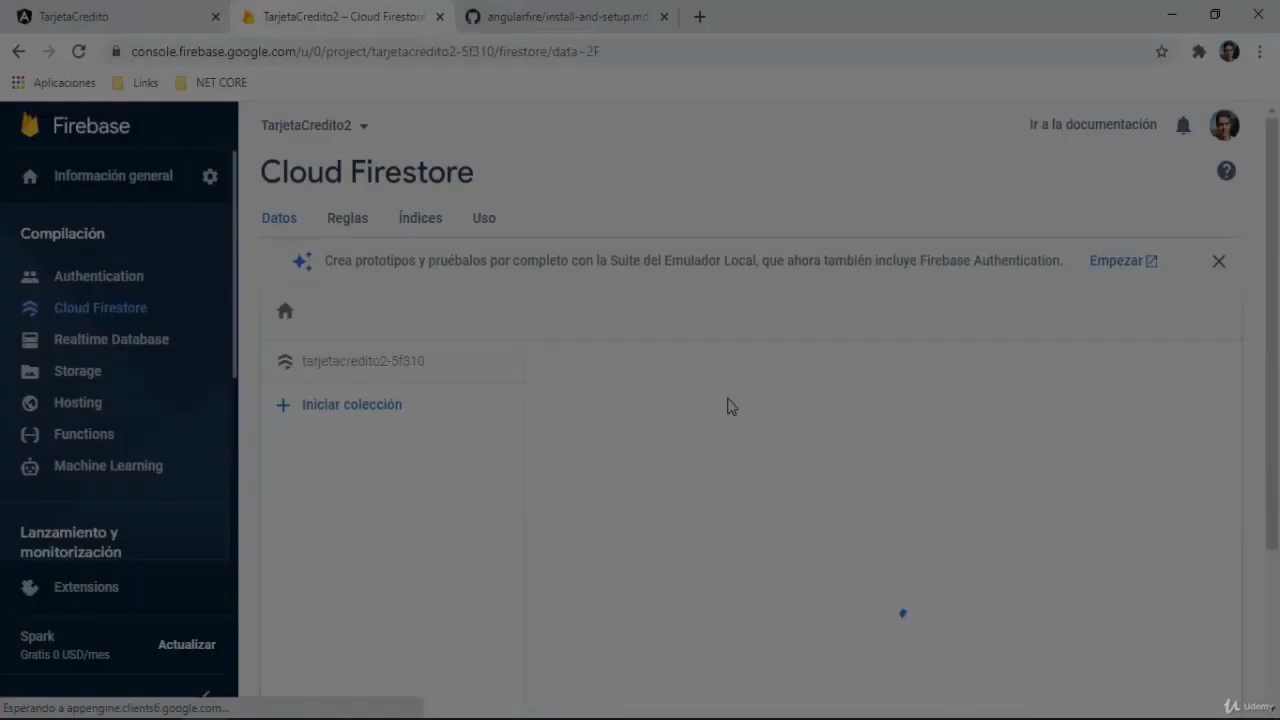 TarjetaCredito
TarjetaCredito2 – Cloud Firestore
angularfire/install-and-setup.md
console.firebase.google.com/u/0/project/tarjetacredito2-5f310/firestore/data~2F
Aplicaciones
Links
NET CORE
Firebase
TarjetaCredito2
Ir a la documentación
Cloud Firestore
Información general
Datos
Reglas
Índices
Uso
Compilación
Crea prototipos y pruébalos por completo con la Suite del Emulador Local, que ahora también incluye Firebase Authentication.
Empezar
Authentication
Cloud Firestore
Realtime Database
Storage
Hosting
Functions
Machine Learning
tarjetacredito2-5f310
Iniciar colección
Lanzamiento y
monitorización
Extensions
Spark
Gratis 0 USD/mes
Actualizar
Esperando a appengine.clients6.google.com...
Udemy